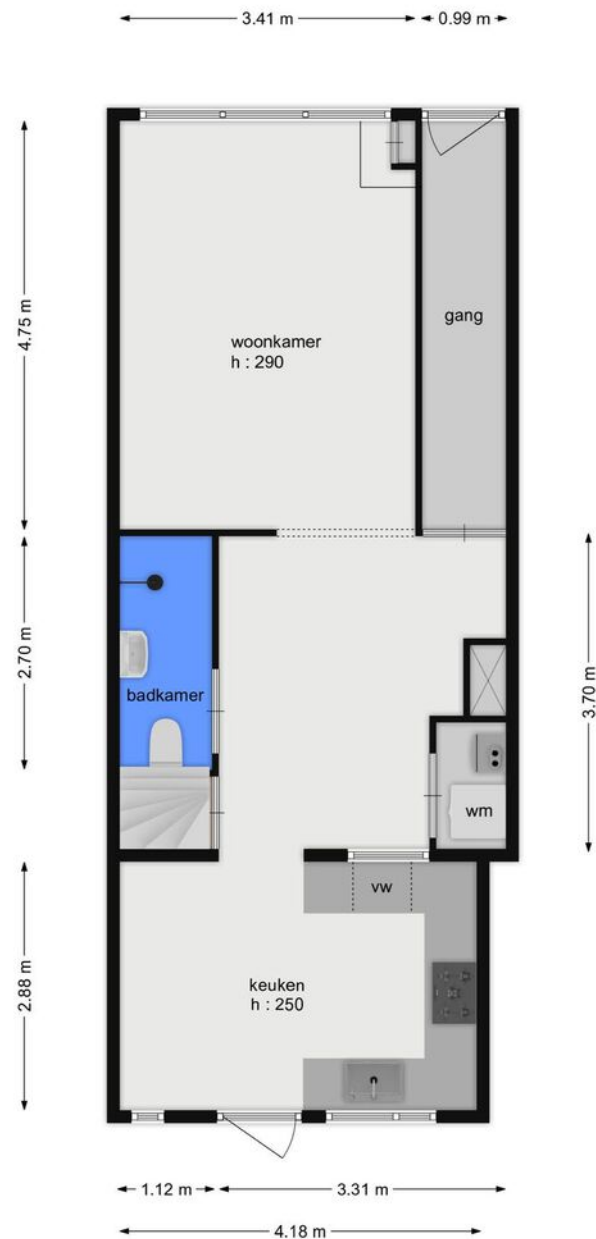 3.41 m
0.99 m
4.75 m
gang
woonkamer
h : 290
2.70 m
3.70 m
badkamer
wm
vw
2.88 m
keuken
h : 250
1.12 m
3.31 m
4.18 m